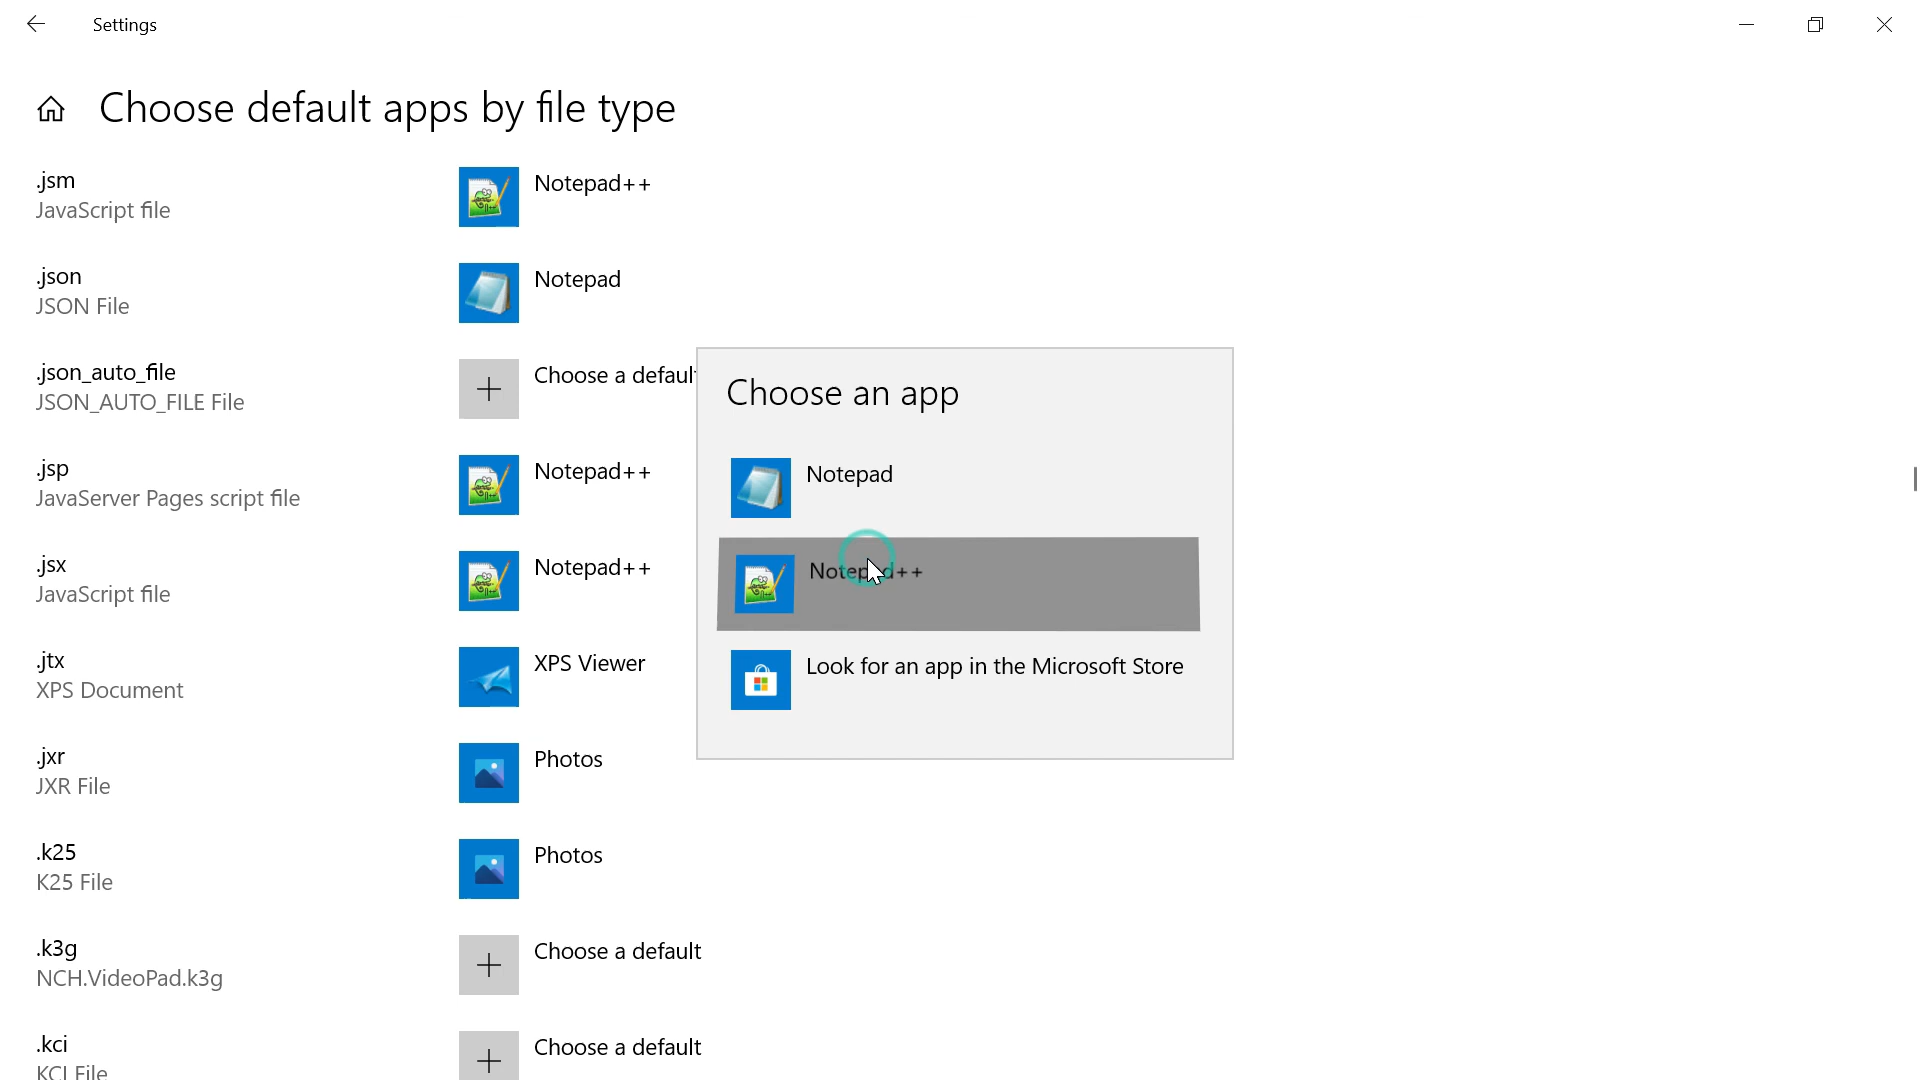 Settings
Choose default apps by file type
.jsm
JavaScript file
Notepad++
.json
JSON File
Notepad
.json_auto_file
JSON_AUTO_FILE File
Choose a default
.jsp
JavaServer Pages script file
Notepad++
.jsx
JavaScript file
Notepad++
.jtx
XPS Document
XPS Viewer
.jxr
JXR File
Photos
.k25
K25 File
Photos
.k3g
NCH.VideoPad.k3g
Choose a default
.kci
KCI File
Choose a default
Choose an app
Notepad
Notepad++
Look for an app in the Microsoft Store